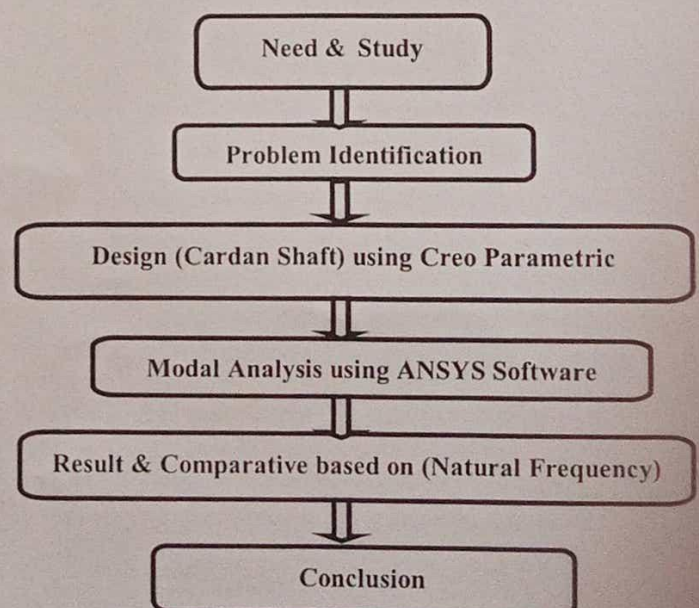 Need & Study
Problem Identification
Design (Cardan Shaft) using Creo Parametric
Modal Analysis using ANSYS Software
Result & Comparative based on (Natural Frequency)
Conclusion